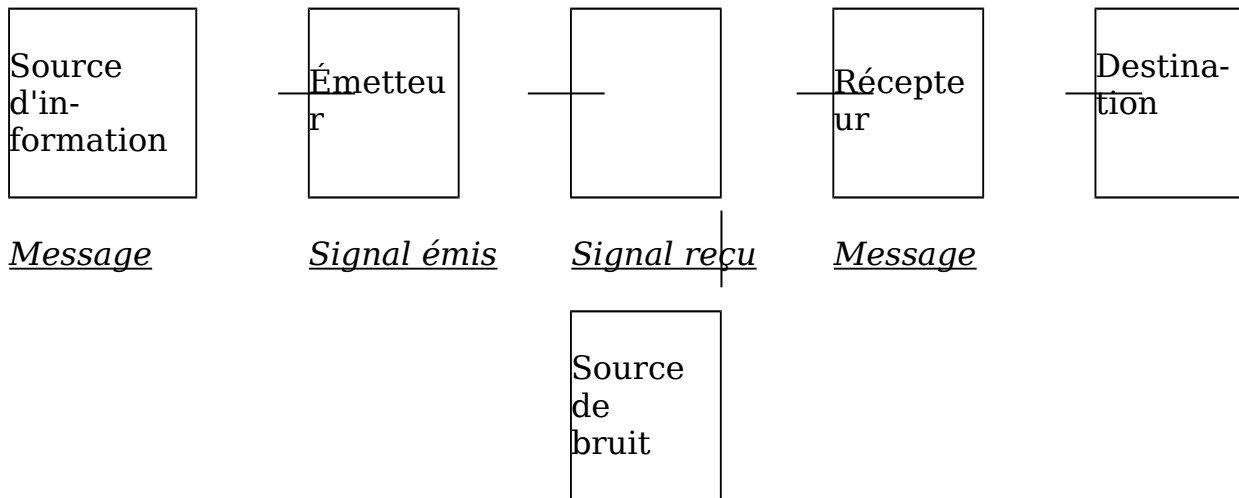 Source
d'in-
formation
Émetteu
r
Récepte
ur
Destina-
tion
Message
Signal émis
Signal reçu
Message
Source
de
bruit